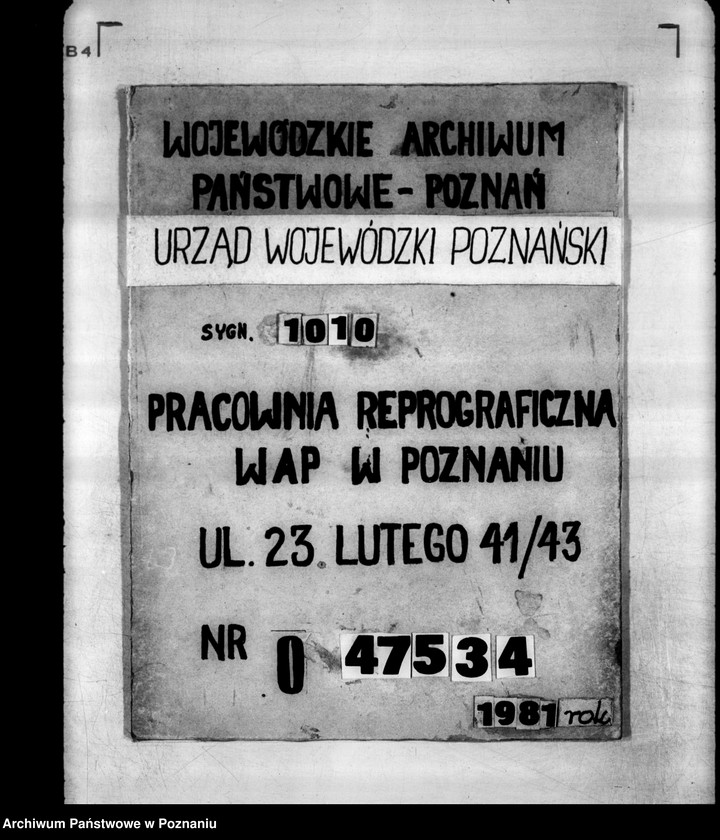 B4
WOJEWÓDZKIE ARCHIWUM
PAŃSTWOWE - POZNAŃ
URZĄD WOJEWÓDZKI POZNAŃSKI
SYGN. 1010
PRACOWNIA REPROGRAFICZNA
WAP W POZNANIU
UL. 23. LUTEGO 41/43
NR O 47534
1981 rok
Archiwum Państwowe w Poznaniu